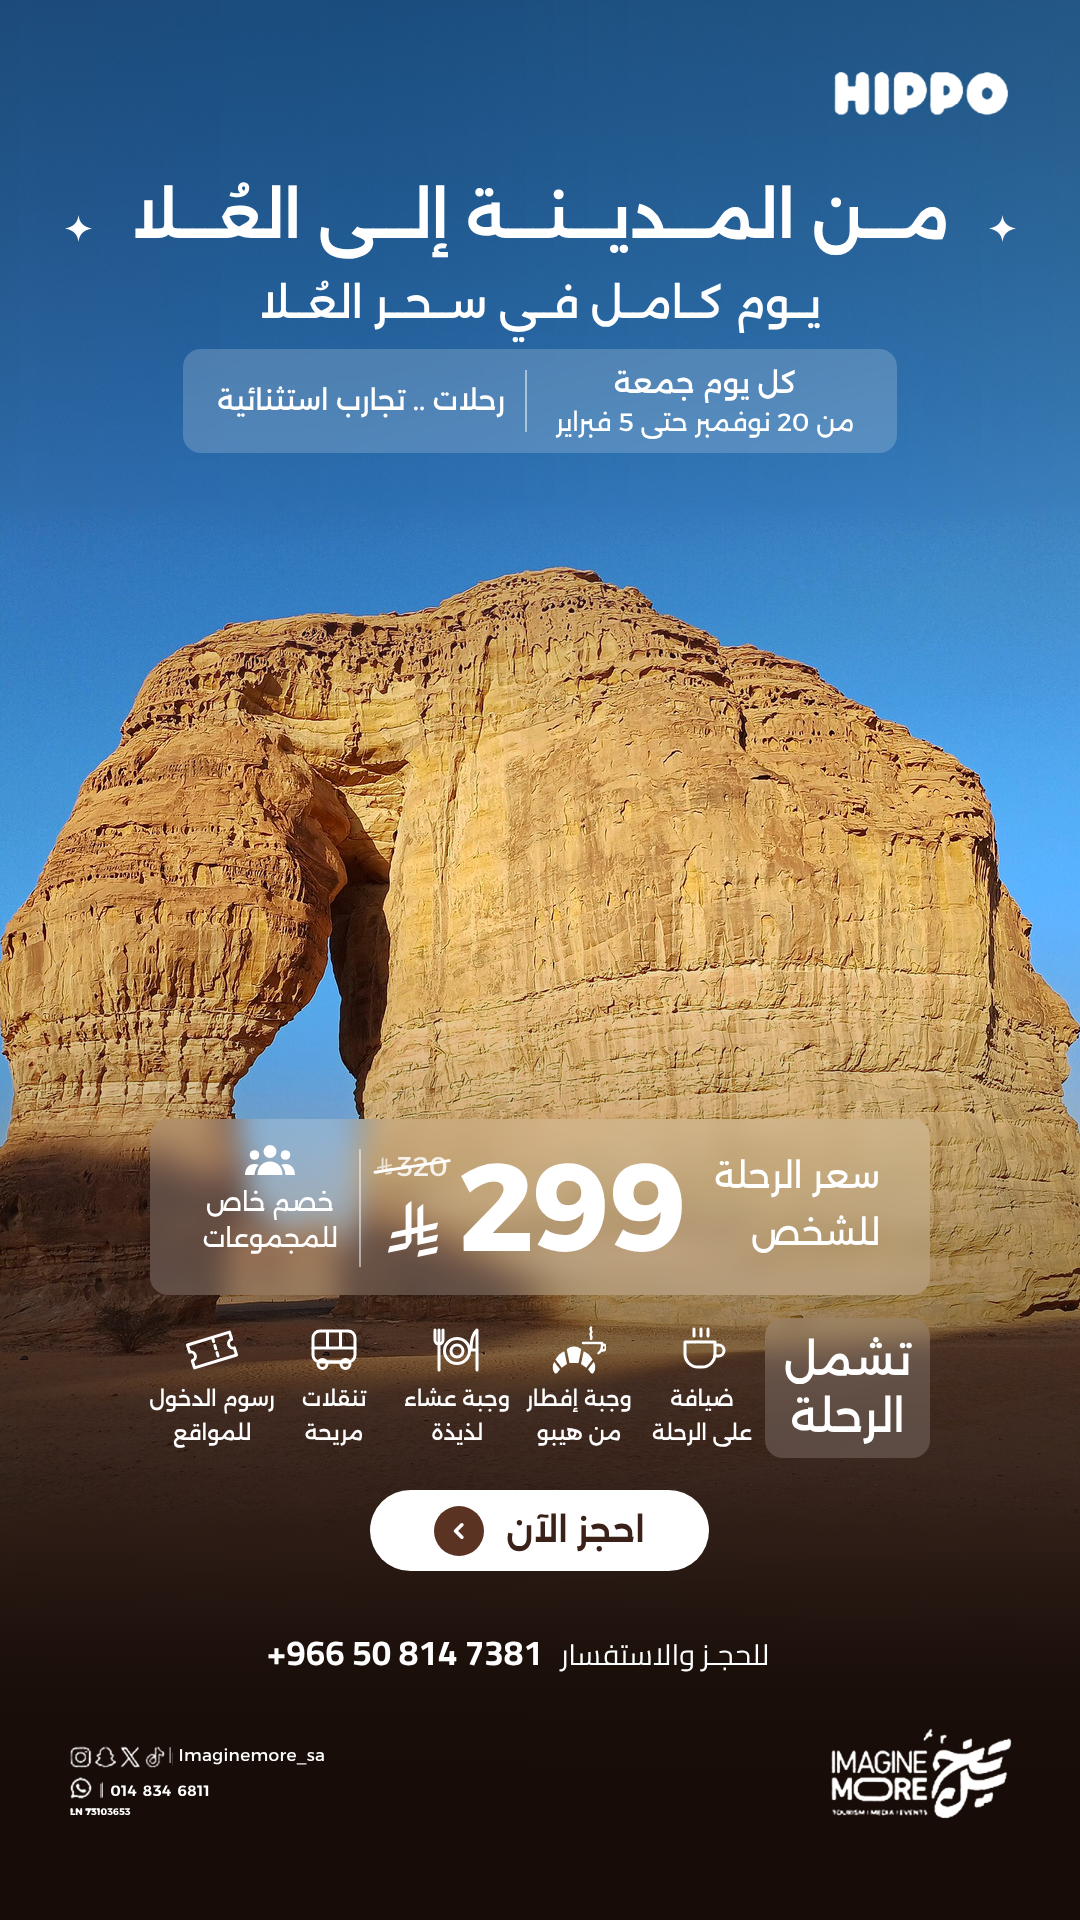 HIPPO
من المدينة إلى العُلا
يوم كامل في سحر العُلا
كل يوم جمعة
من 20 نوفمبر حتى 5 فبراير
رحلات .. تجارب استثنائية
سعر الرحلة
للشخص
299
320
خصم خاص
للمجموعات
تشمل
الرحلة
ضيافة
على الرحلة
وجبة إفطار
من هيبو
وجبة عشاء
لذيذة
تنقلات
مريحة
رسوم الدخول
للمواقع
احجز الآن
للحجز والاستفسار +966 50 814 7381
Imaginemore_sa
014 834 6811
LN 73103653
IMAGINE
MORE
TOURISM | MEDIA | EVENTS